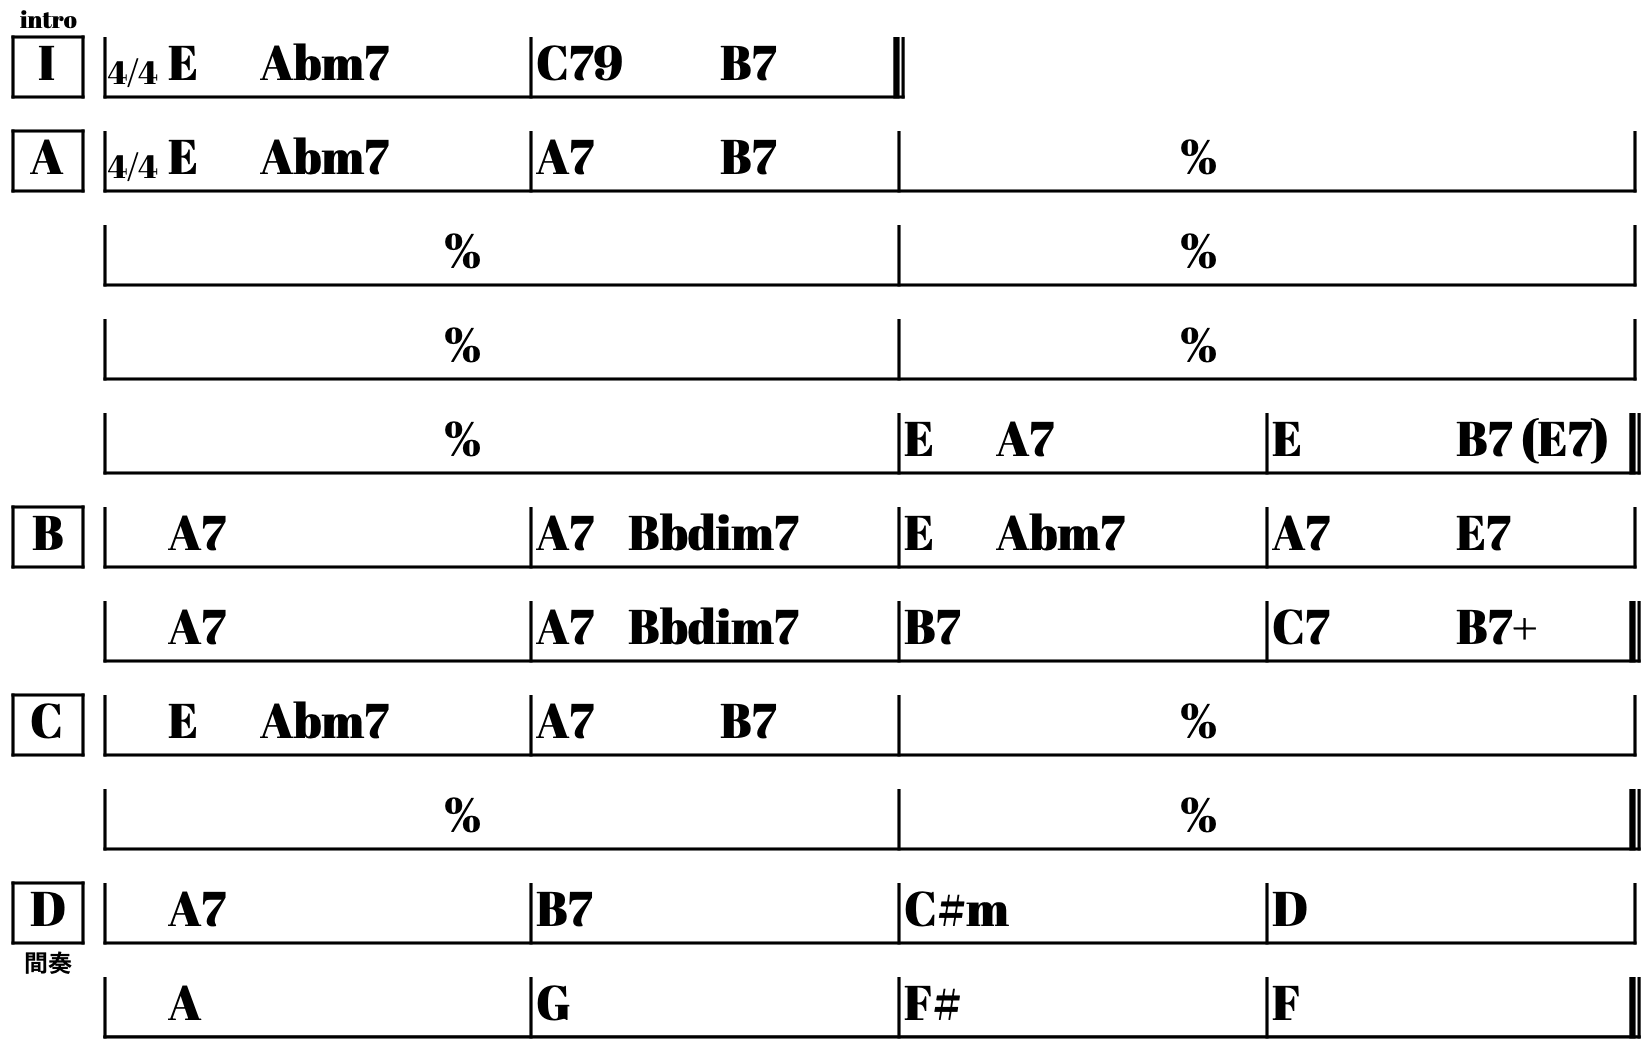 intro
I 4/4 E Abm7 C79 B7
A 4/4 E Abm7 A7 B7 %
% %
% %
% E A7 E B7 (E7)
B A7 A7 Bbdim7 E Abm7 A7 E7
A7 A7 Bbdim7 B7 C7 B7+
C E Abm7 A7 B7 %
% %
D A7 B7 C#m D
間奏
A G F# F